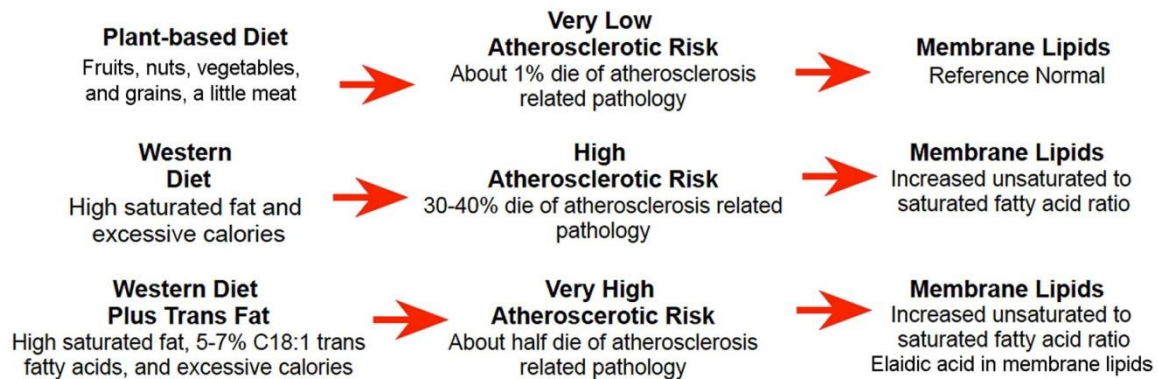 Plant-based Diet
Fruits, nuts, vegetables,
and grains, a little meat
Very Low
Atherosclerotic Risk
About 1% die of atherosclerosis
related pathology
Membrane Lipids
Reference Normal
Western
Diet
High saturated fat and
excessive calories
High
Atherosclerotic Risk
30-40% die of atherosclerosis related
pathology
Membrane Lipids
Increased unsaturated to
saturated fatty acid ratio
Western Diet
Plus Trans Fat
High saturated fat, 5-7% C18:1 trans
fatty acids, and excessive calories
Very High
Atheroscerotic Risk
About half die of atherosclerosis
related pathology
Membrane Lipids
Increased unsaturated to
saturated fatty acid ratio
Elaidic acid in membrane lipids